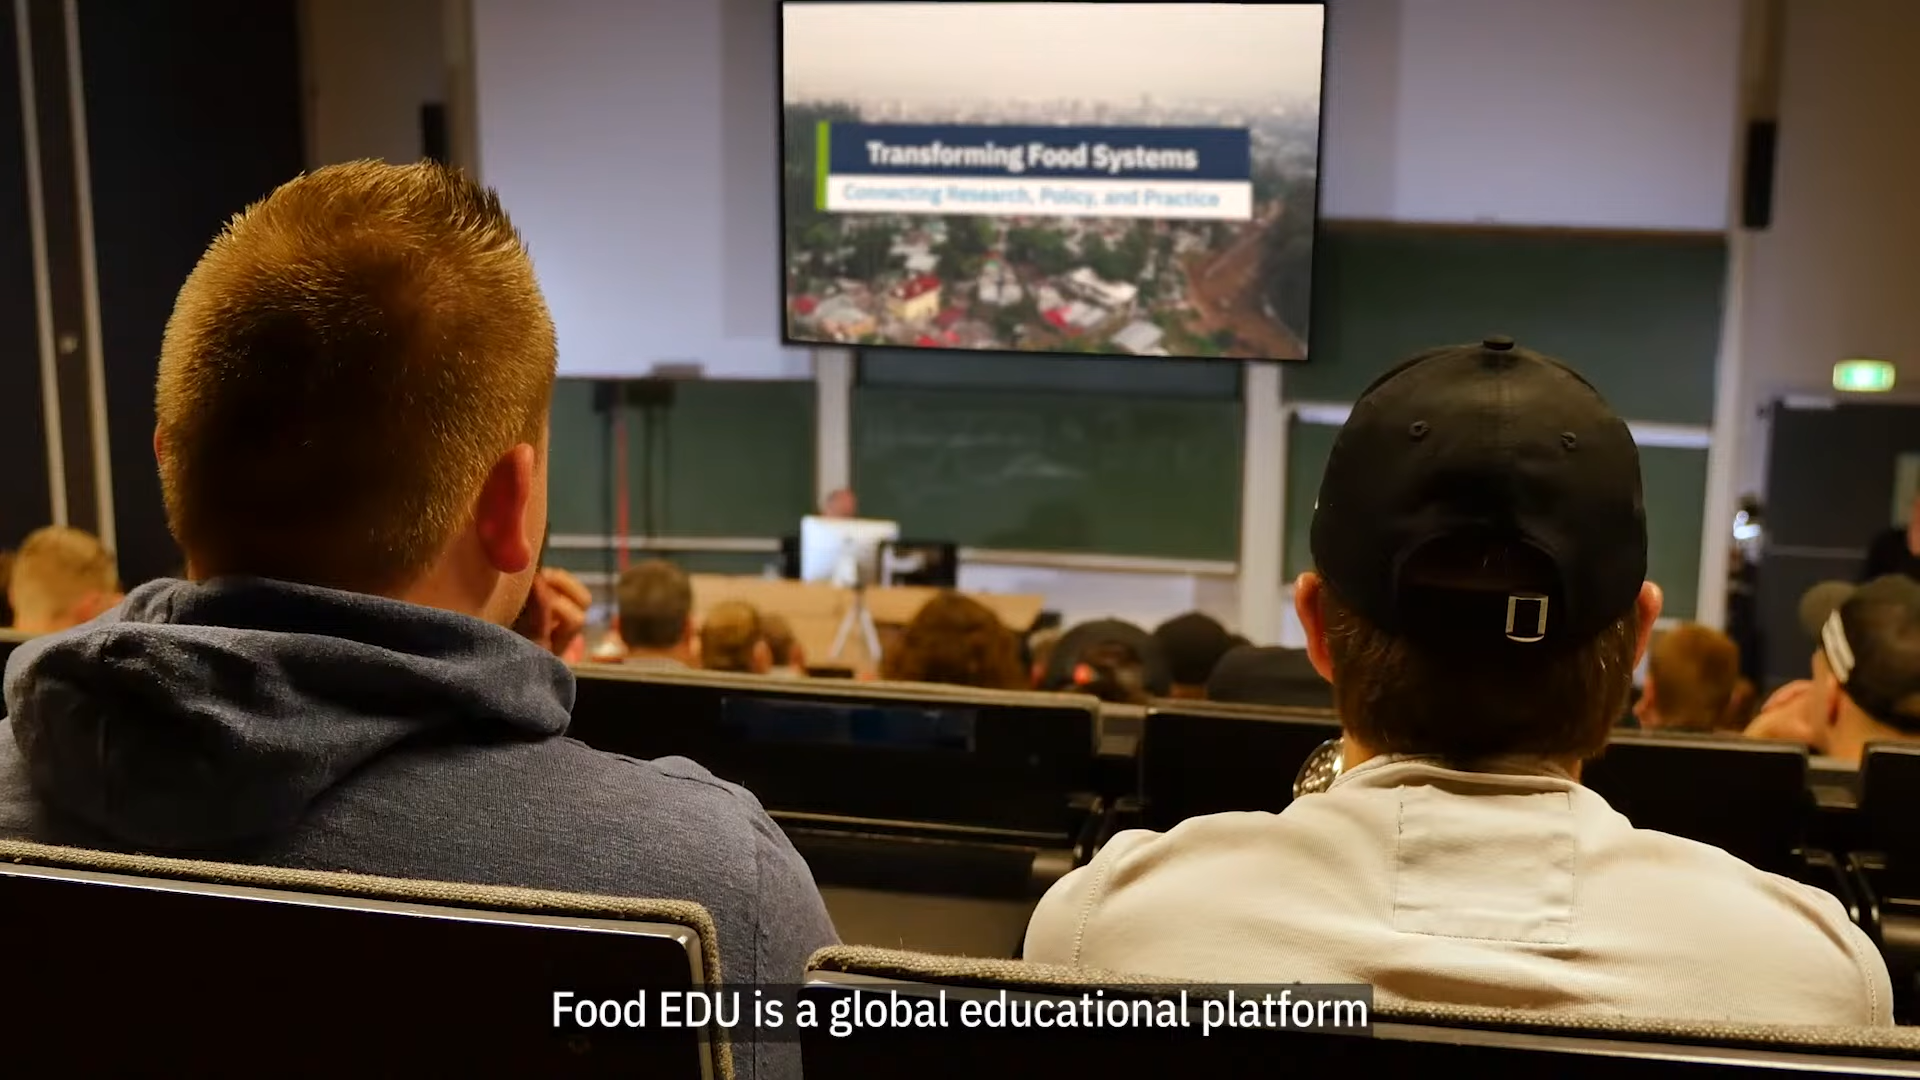 Transforming Food Systems
Connecting Research, Policy, and Practice
Food EDU is a global educational platform